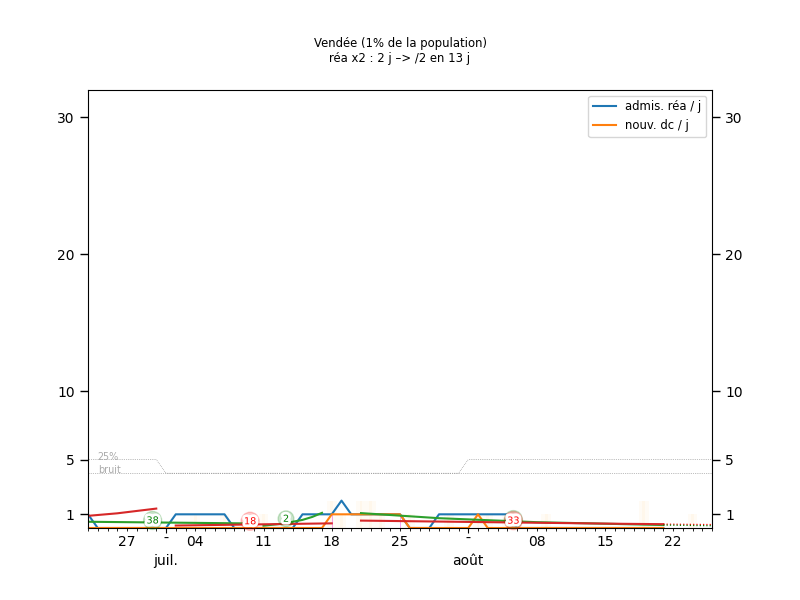 Vendée (1% de la population)
réa x2 : 2 j –> /2 en 13 j
admis. réa / j
nouv. dc / j
30 30
20 20
10 10
25%
5 5
bruit
38 18 2 33
1 1
27 - 04 11 18 25 - 08 15 22
juil. août